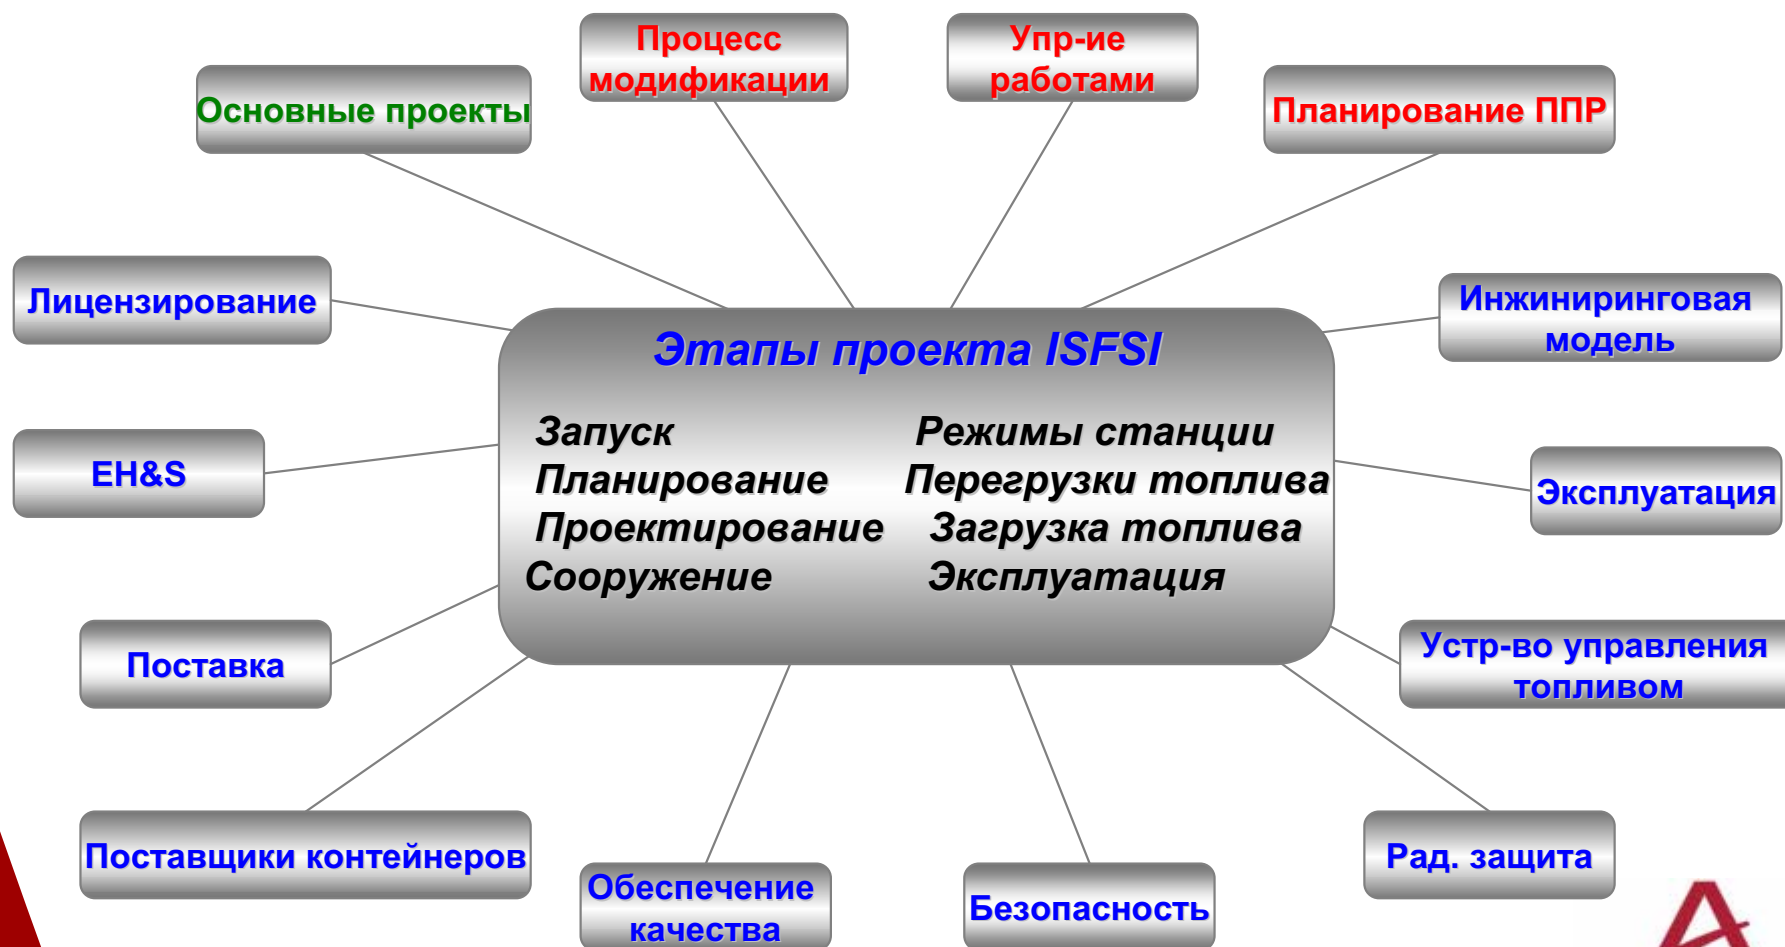 Процесс
модификации
Упр-ие
работами
Основные проекты
Планирование ППР
Лицензирование
Инжиниринговая
модель
Этапы проекта ISFSI
Запуск Режимы станции
Планирование Перегрузки топлива
Проектирование Загрузка топлива
Сооружение Эксплуатация
EH&S
Эксплуатация
Поставка
Устр-во управления
топливом
Поставщики контейнеров
Рад. защита
Обеспечение
качества
Безопасность